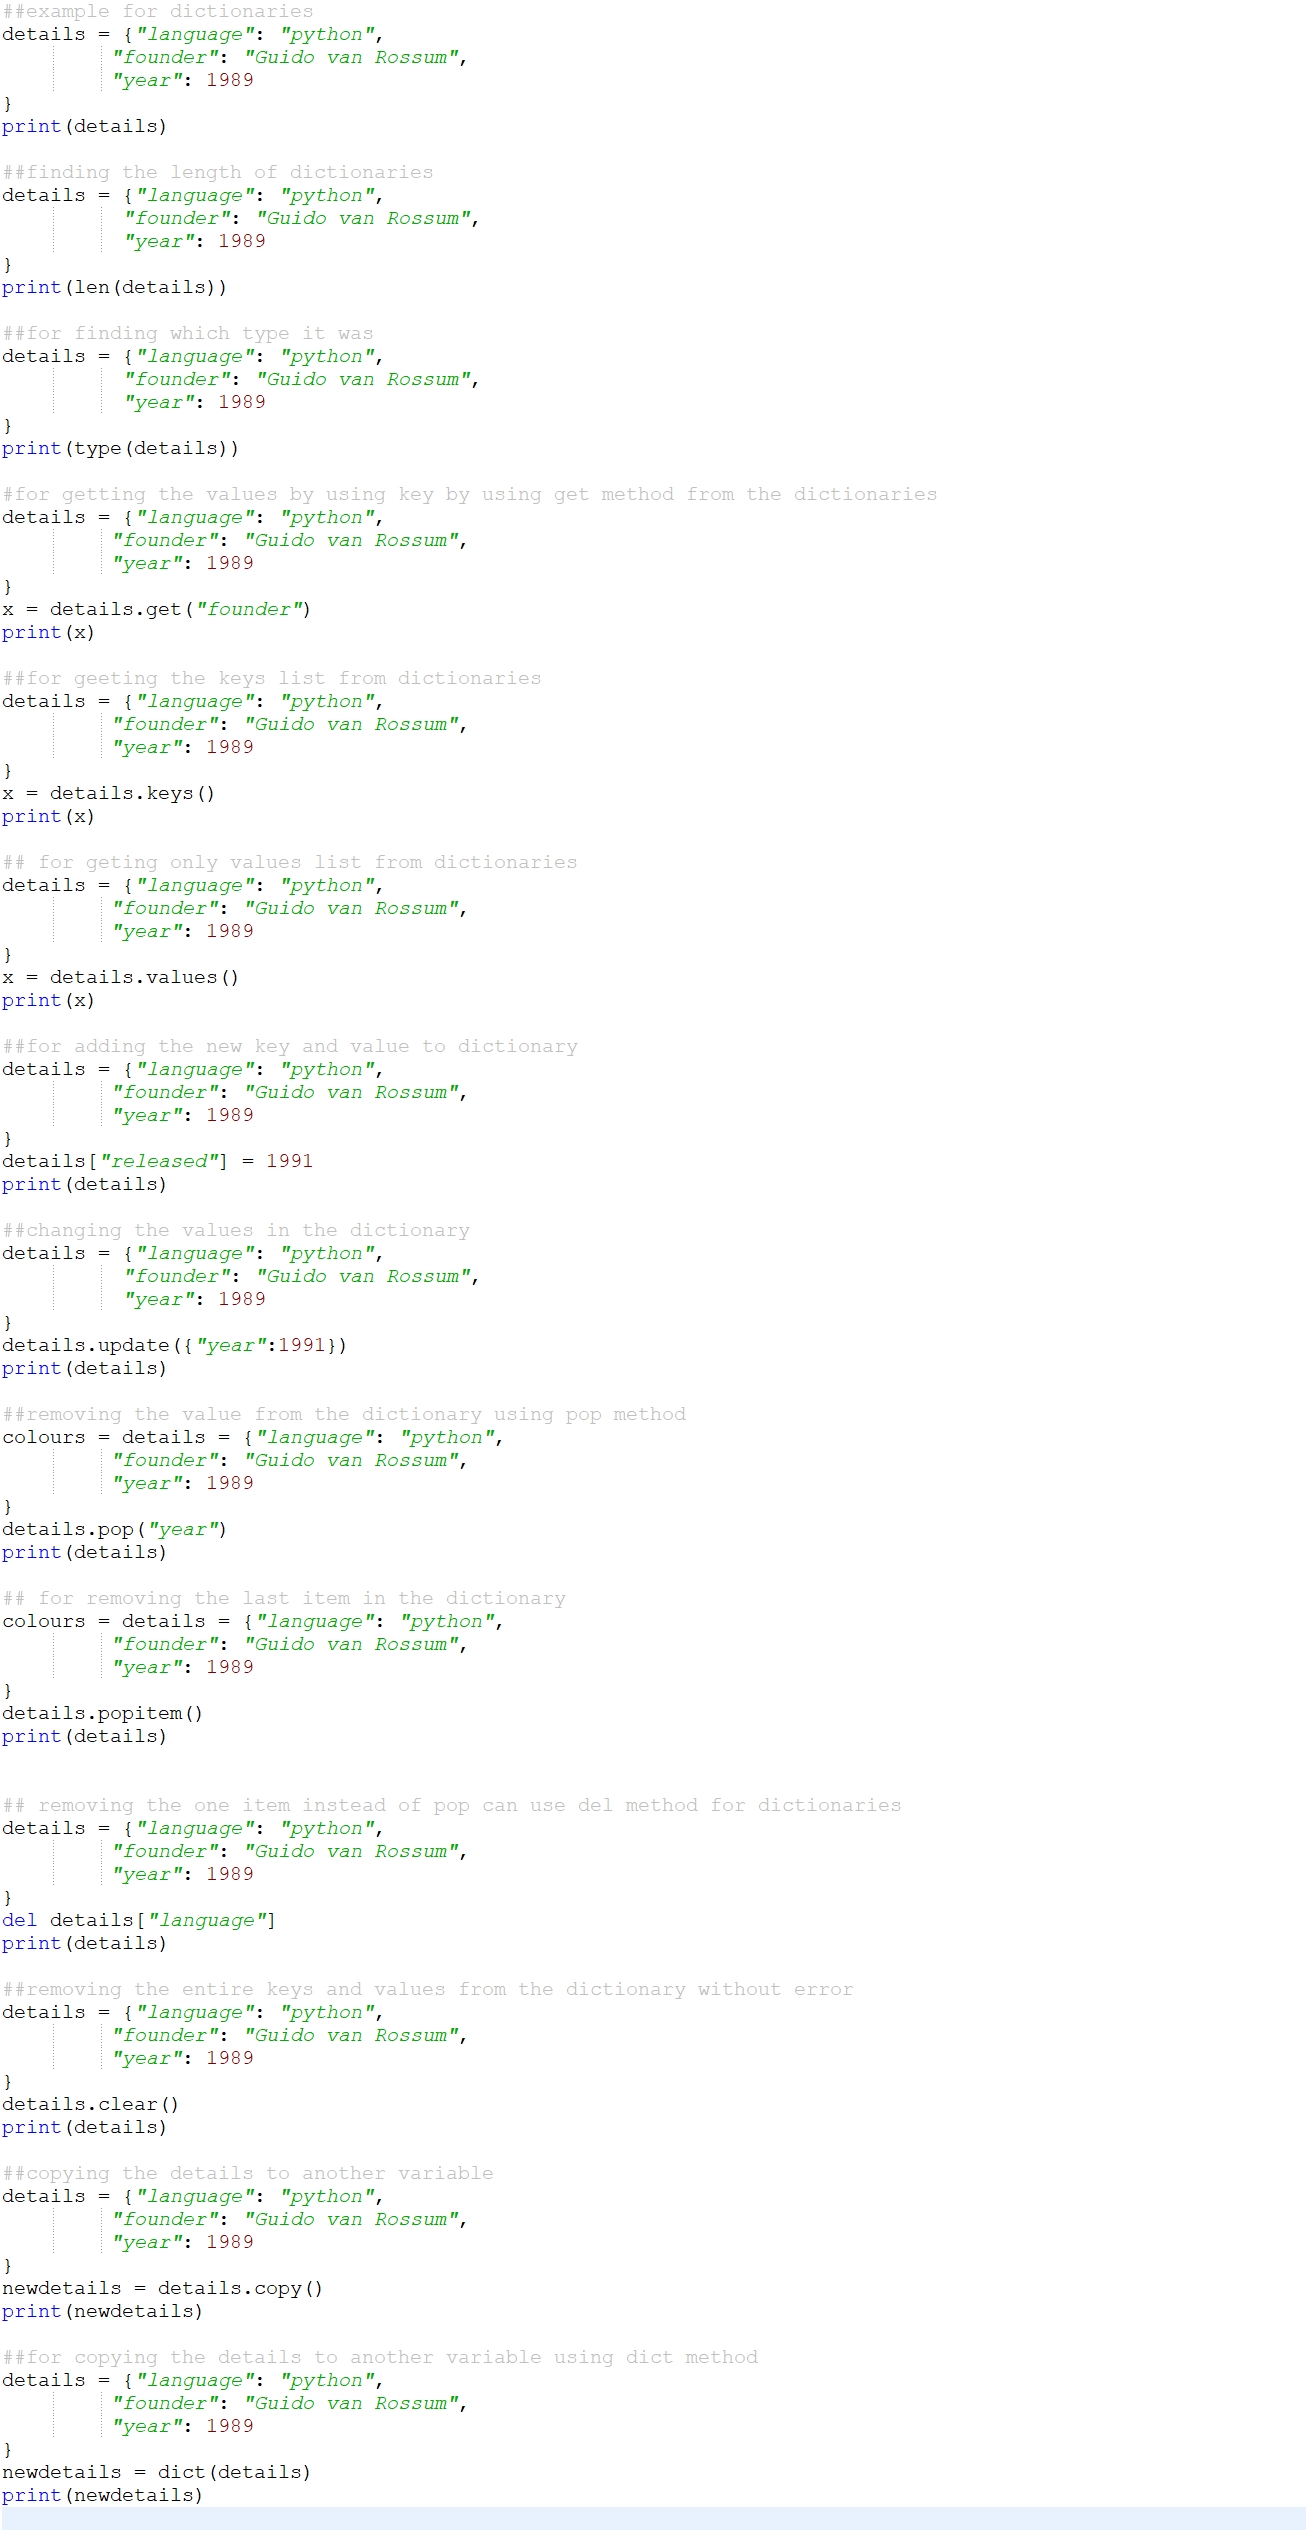 ##example for dictionaries
details = {"language": "python",
"founder": "Guido van Rossum",
"year": 1989
}
print(details)
##finding the length of dictionaries
details = {"language": "python",
"founder": "Guido van Rossum",
"year": 1989
}
print(len(details))
##for finding which type it was
details = {"language": "python",
"founder": "Guido van Rossum",
"year": 1989
}
print(type(details))
#for getting the values by using key by using get method from the dictionaries
details = {"language": "python",
"founder": "Guido van Rossum",
"year": 1989
}
x = details.get("founder")
print(x)
##for geeting the keys list from dictionaries
details = {"language": "python",
"founder": "Guido van Rossum",
"year": 1989
}
x = details.keys()
print(x)
## for geting only values list from dictionaries
details = {"language": "python",
"founder": "Guido van Rossum",
"year": 1989
}
x = details.values()
print(x)
##for adding the new key and value to dictionary
details = {"language": "python",
"founder": "Guido van Rossum",
"year": 1989
}
details["released"] = 1991
print(details)
##changing the values in the dictionary
details = {"language": "python",
"founder": "Guido van Rossum",
"year": 1989
}
details.update({"year":1991})
print(details)
##removing the value from the dictionary using pop method
colours = details = {"language": "python",
"founder": "Guido van Rossum",
"year": 1989
}
details.pop("year")
print(details)
## for removing the last item in the dictionary
colours = details = {"language": "python",
"founder": "Guido van Rossum",
"year": 1989
}
details.popitem()
print(details)
## removing the one item instead of pop can use del method for dictionaries
details = {"language": "python",
"founder": "Guido van Rossum",
"year": 1989
}
del details["language"]
print(details)
##removing the entire keys and values from the dictionary without error
details = {"language": "python",
"founder": "Guido van Rossum",
"year": 1989
}
details.clear()
print(details)
##copying the details to another variable
details = {"language": "python",
"founder": "Guido van Rossum",
"year": 1989
}
newdetails = details.copy()
print(newdetails)
##for copying the details to another variable using dict method
details = {"language": "python",
"founder": "Guido van Rossum",
"year": 1989
}
newdetails = dict(details)
print(newdetails)